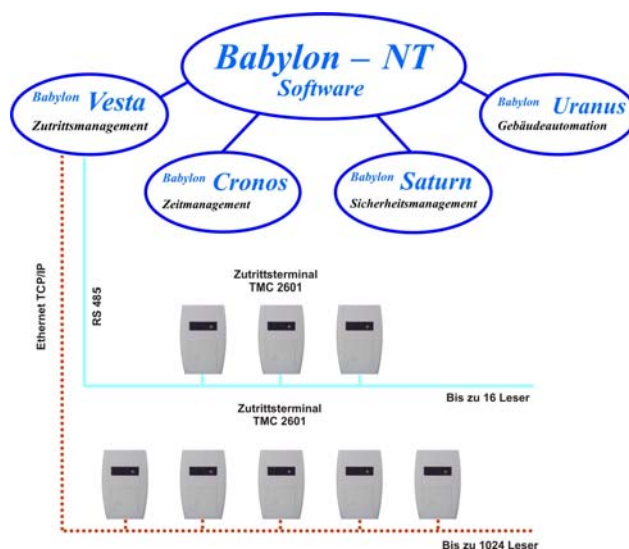 Babylon – NT
Software
Babylon Vesta
Zutrittsmanagement
Babylon Uranus
Gebäudeautomation
Babylon Cronos
Zeitmanagement
Babylon Saturn
Sicherheitsmanagement
Ethernet TCP/IP
RS 485
Zutrittsterminal
TMC 2601
Bis zu 16 Leser
Zutrittsterminal
TMC 2601
Bis zu 1024 Leser